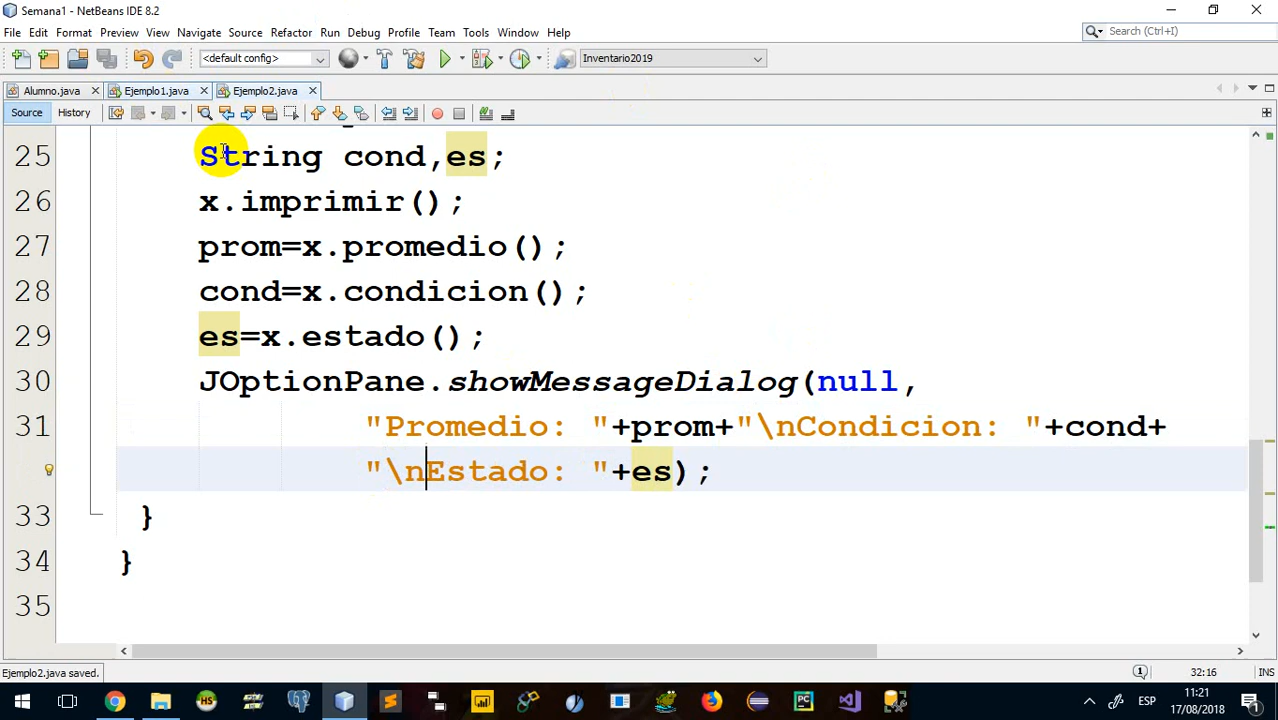 Semana1 - NetBeans IDE 8.2
File Edit View Navigate Source Refactor Run Debug Profile Team Tools Window Help
Search (Ctrl+I)
<default config>
Inventario2019
Alumno.java Ejemplo1.java Ejemplo2.java
Source History
25 String cond,es;
26 x.imprimir();
27 prom=x.promedio();
28 cond=x.condicion();
29 es=x.estado();
30 JOptionPane.showMessageDialog(null,
31 "Promedio: "+prom+"\nCondicion: "+cond+
"\nEstado: "+es);
33 }
34 }
35
Ejemplo2.java saved.
1
32:16
INS
ESP
11:21
17/08/2018